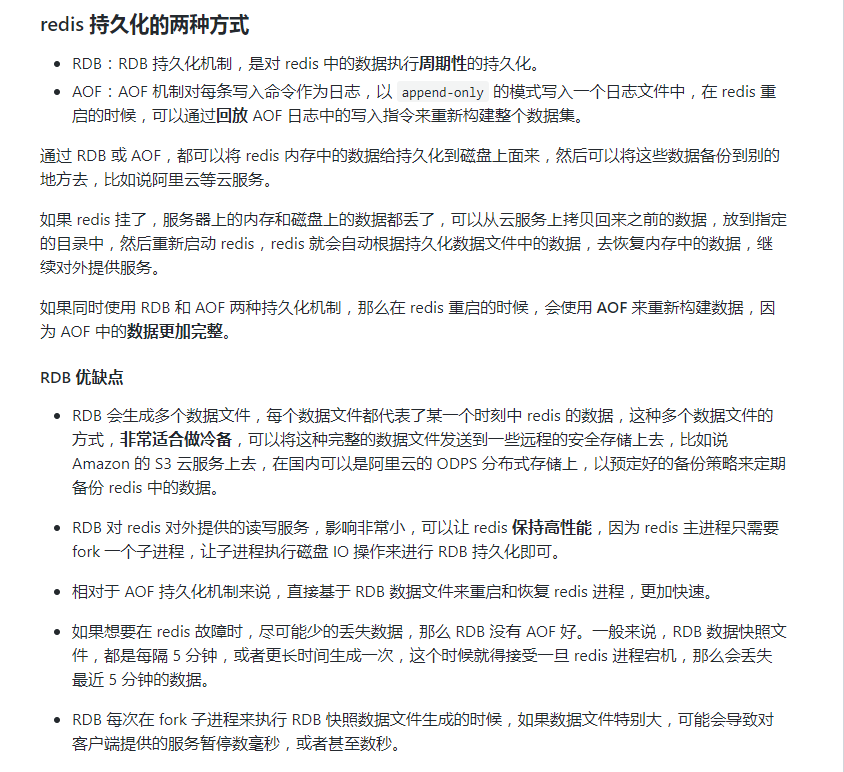 redis 持久化的两种方式
RDB：RDB 持久化机制，是对 redis 中的数据执行周期性的持久化。
AOF：AOF 机制对每条写入命令作为日志，以 append-only 的模式写入一个日志文件中，在 redis 重
启的时候，可以通过回放 AOF 日志中的写入指令来重新构建整个数据集。
通过 RDB 或 AOF，都可以将 redis 内存中的数据给持久化到磁盘上面来，然后可以将这些数据备份到别的
地方去，比如说阿里云等云服务。
如果 redis 挂了，服务器上的内存和磁盘上的数据都丢了，可以从云服务上拷贝回来之前的数据，放到指定
的目录中，然后重新启动 redis，redis 就会自动根据持久化数据文件中的数据，去恢复内存中的数据，继
续对外提供服务。
如果同时使用 RDB 和 AOF 两种持久化机制，那么在 redis 重启的时候，会使用 AOF 来重新构建数据，因
为 AOF 中的数据更加完整。
RDB 优缺点
RDB 会生成多个数据文件，每个数据文件都代表了某一个时刻中 redis 的数据，这种多个数据文件的
方式，非常适合做冷备，可以将这种完整的数据文件发送到一些远程的安全存储上去，比如说
Amazon 的 S3 云服务上去，在国内可以是阿里云的 ODPS 分布式存储上，以预定好的备份策略来定期
备份 redis 中的数据。
RDB 对 redis 对外提供的读写服务，影响非常小，可以让 redis 保持高性能，因为 redis 主进程只需要
fork 一个子进程，让子进程执行磁盘 IO 操作来进行 RDB 持久化即可。
相对于 AOF 持久化机制来说，直接基于 RDB 数据文件来重启和恢复 redis 进程，更加快速。
如果想要在 redis 故障时，尽可能少的丢失数据，那么 RDB 没有 AOF 好。一般来说，RDB 数据快照文
件，都是每隔 5 分钟，或者更长时间生成一次，这个时候就得接受一旦 redis 进程宕机，那么会丢失
最近 5 分钟的数据。
RDB 每次在 fork 子进程来执行 RDB 快照数据文件生成的时候，如果数据文件特别大，可能会导致对
客户端提供的服务暂停数毫秒，或者甚至数秒。